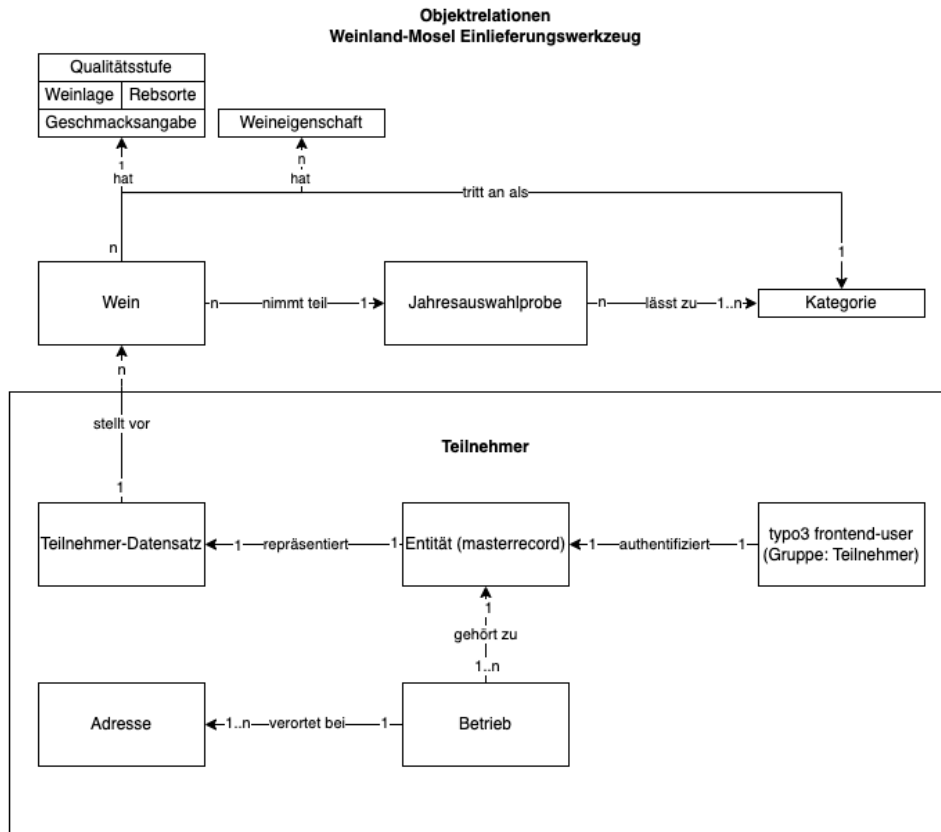 Objektrelationen
Weinland-Mosel Einlieferungswerkzeug
Qualitätsstufe
Weinlage Rebsorte
Geschmacksangabe
Weineigenschaft
1
hat
n
hat
tritt an als
n
1
Wein
n nimmt teil 1
Jahresauswahlprobe
n lässt zu 1..n
Kategorie
n
stellt vor
1
Teilnehmer
Teilnehmer-Datensatz
1 repräsentiert 1
Entität (masterrecord)
1 authentifiziert 1
typo3 frontend-user
(Gruppe: Teilnehmer)
1
gehört zu
1..n
Adresse
1..n verortet bei 1
Betrieb